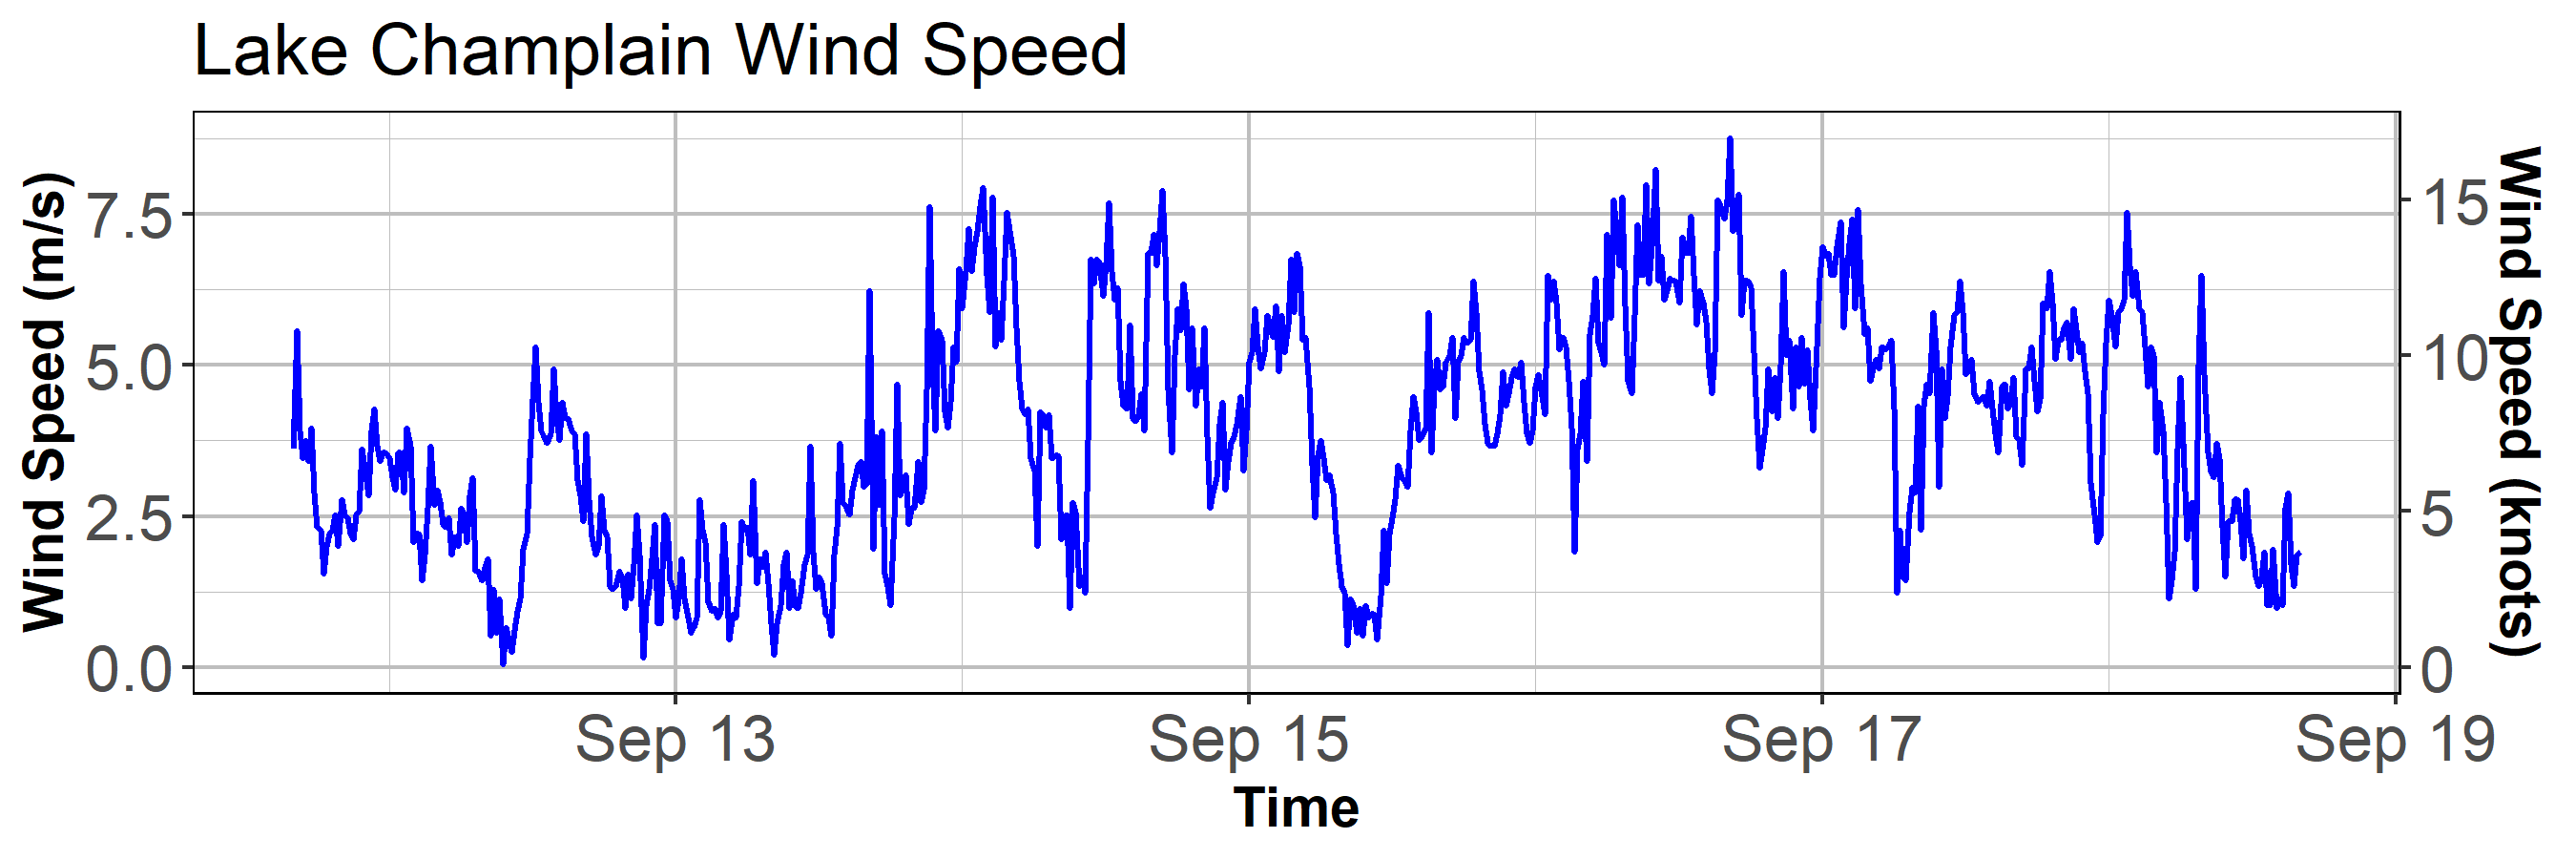 Lake Champlain Wind Speed
Wind Speed (m/s)
7.5
5.0
2.5
0.0
15
10
5
0
Wind Speed (knots)
Sep 13
Sep 15
Sep 17
Sep 19
Time